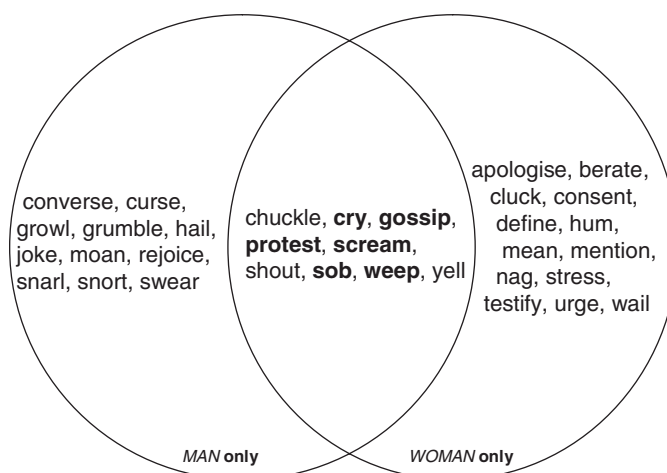 converse, curse,
growl, grumble, hail,
joke, moan, rejoice,
snarl, snort, swear
chuckle, cry, gossip,
protest, scream,
shout, sob, weep, yell
apologise, berate,
cluck, consent,
define, hum,
mean, mention,
nag, stress,
testify, urge, wail
MAN only
WOMAN only